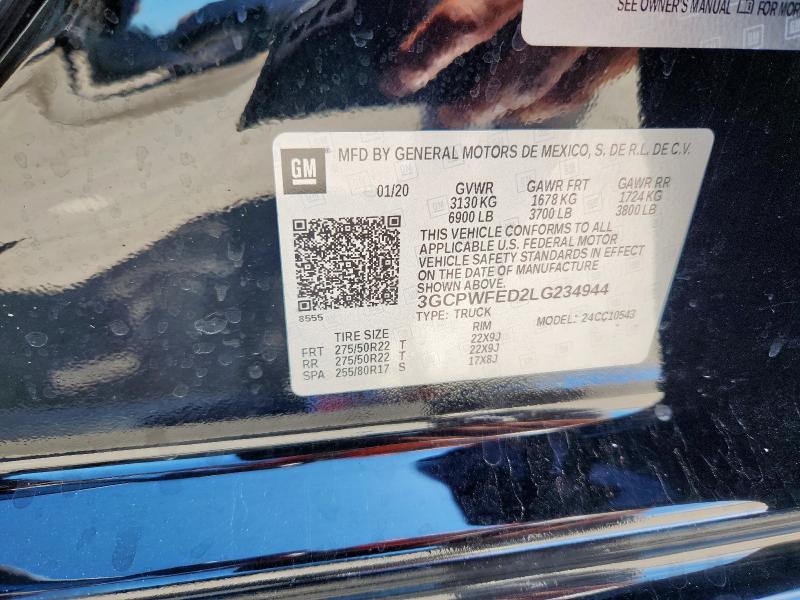 SEE OWNER'S MANUAL FOR MOR
GM
MFD BY GENERAL MOTORS DE MEXICO, S. DE R.L. DE C.V.
01/20 GVWR GAWR FRT GAWR RR
3130 KG 1678 KG 1724 KG
6900 LB 3700 LB 3800 LB
THIS VEHICLE CONFORMS TO ALL
APPLICABLE U.S. FEDERAL MOTOR
VEHICLE SAFETY STANDARDS IN EFFECT
ON THE DATE OF MANUFACTURE
SHOWN ABOVE.
3GCPWFED2LG234944
TYPE: TRUCK MODEL: 24CC10543
8555
TIRE SIZE RIM
FRT 275/50R22 T 22X9J
RR 275/50R22 T 22X9J
SPA 255/80R17 S 17X8J